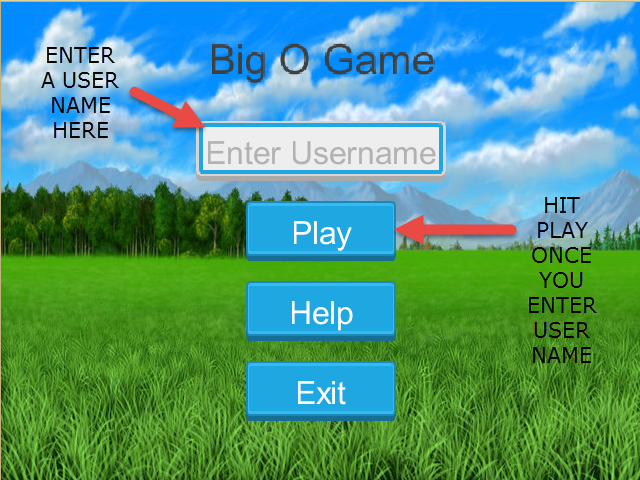 Big O Game
ENTER
A USER
NAME
HERE
Enter Username
Play
HIT
PLAY
ONCE
YOU
ENTER
USER
NAME
Help
Exit